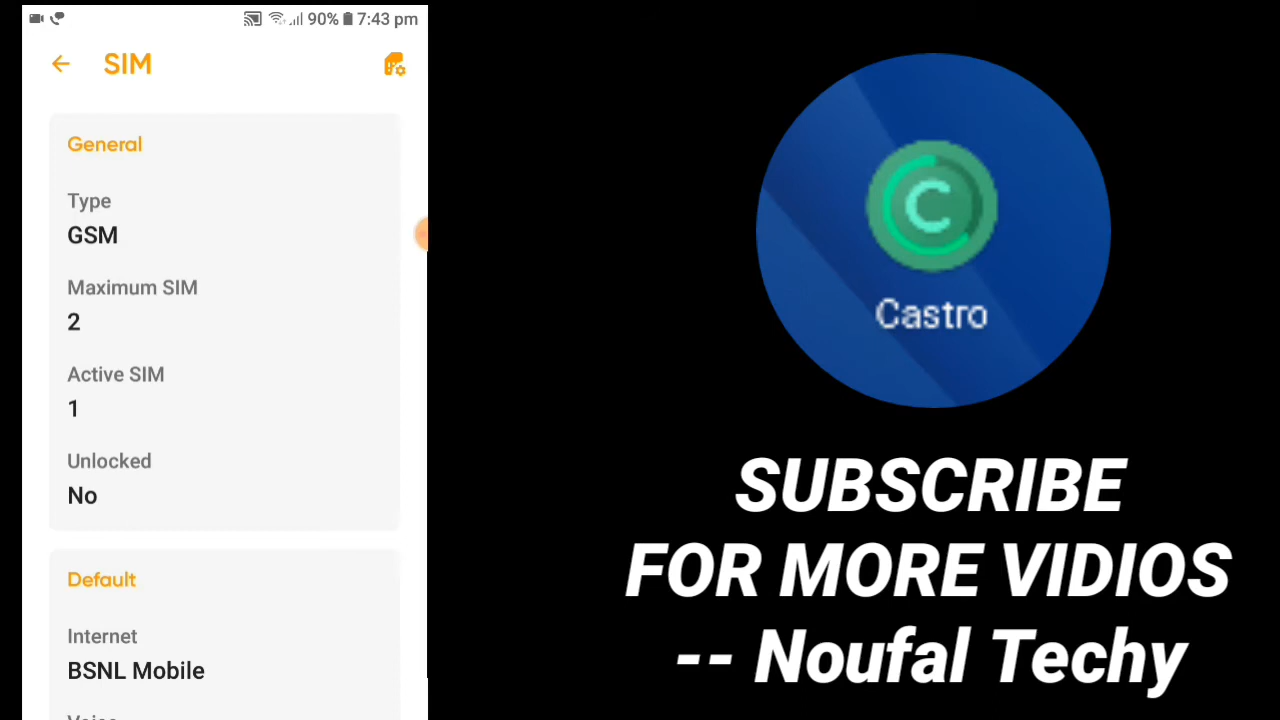 90% 7:43 pm
SIM
General
Type
GSM
Maximum SIM
2
Active SIM
1
Unlocked
No
Default
Internet
BSNL Mobile
Voice
C
Castro
SUBSCRIBE
FOR MORE VIDIOS
-- Noufal Techy